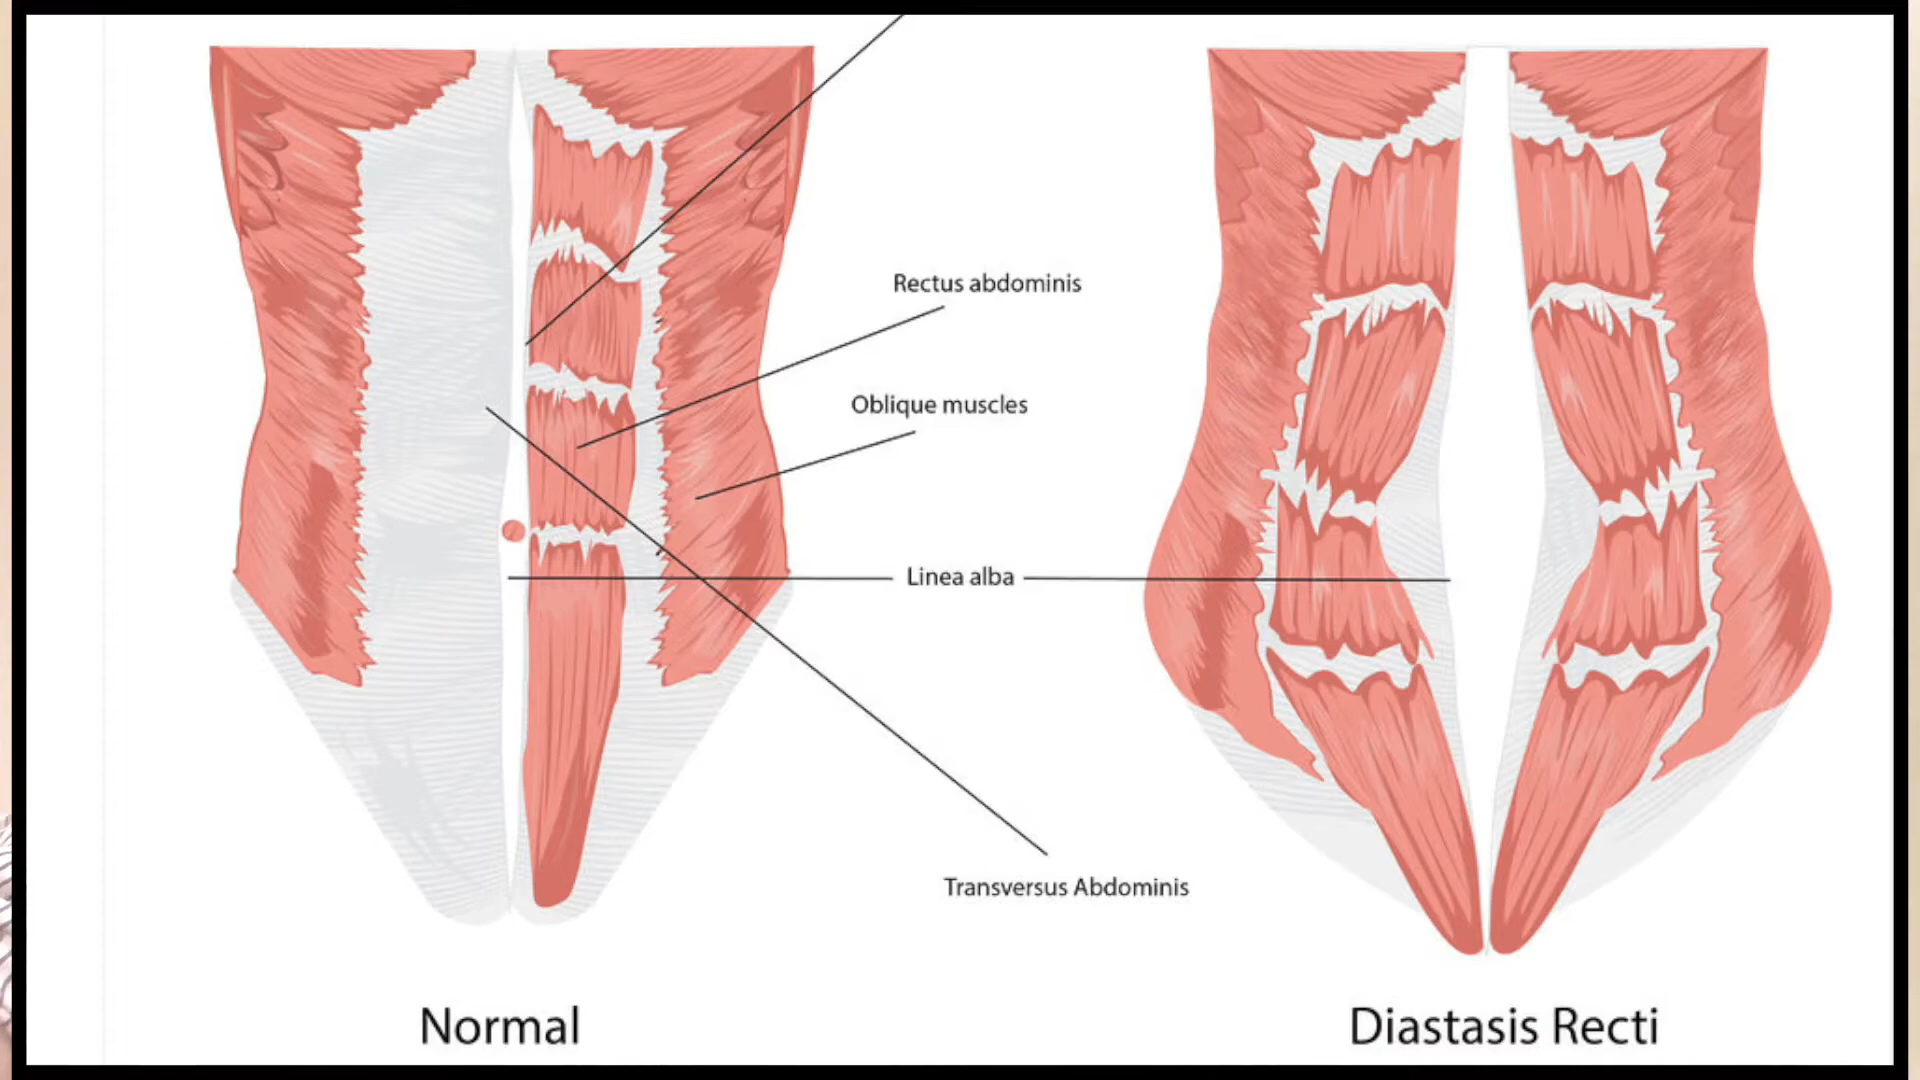 Rectus abdominis
Oblique muscles
Linea alba
Transversus Abdominis
Normal
Diastasis Recti